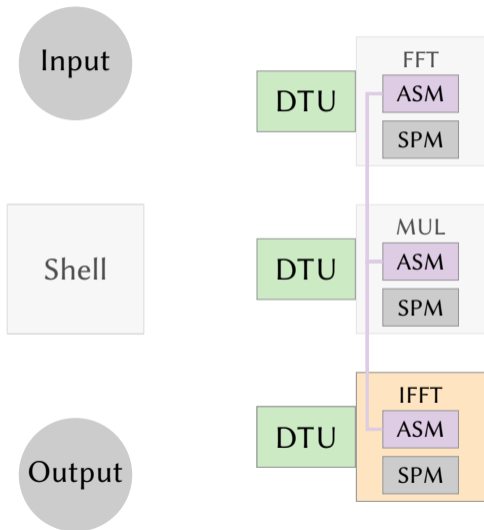 Input
FFT
DTU
ASM
SPM
Shell
MUL
DTU
ASM
SPM
IFFT
DTU
ASM
Output
SPM